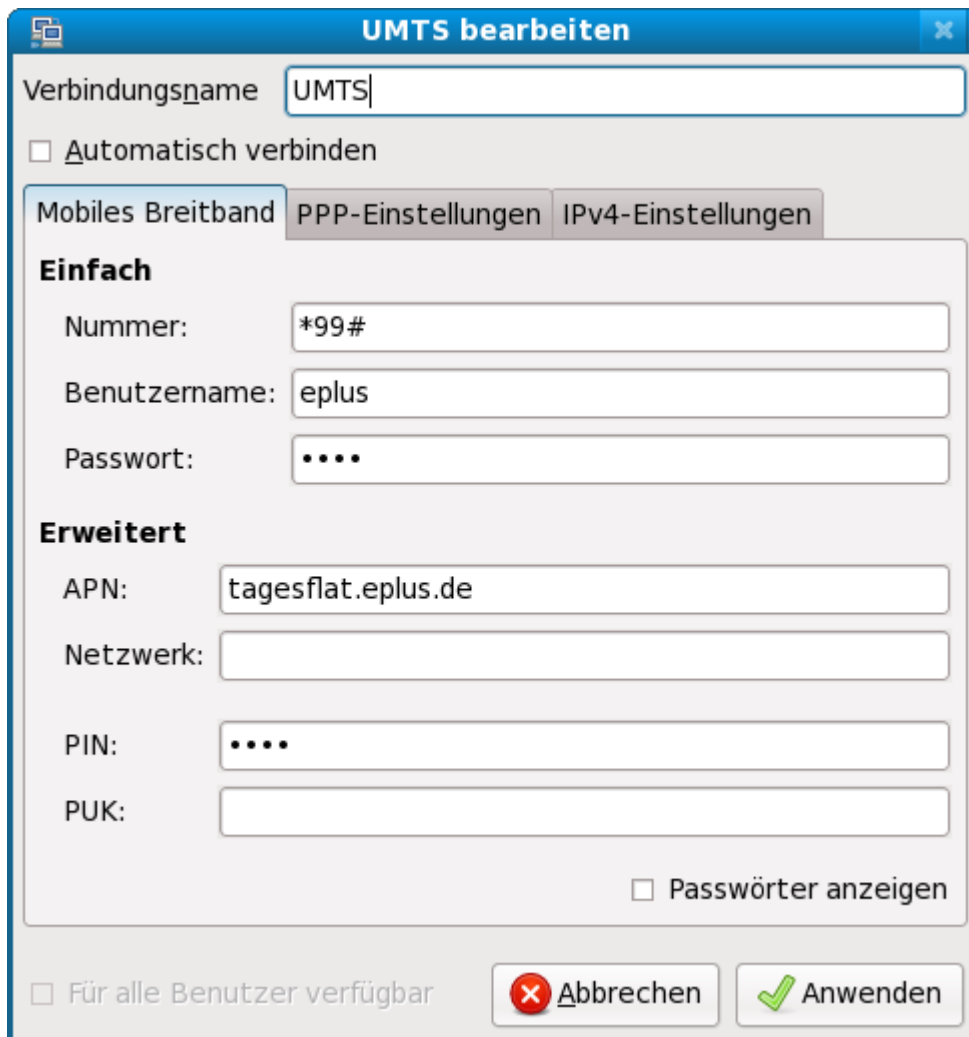 UMTS bearbeiten
Verbindungsname UMTS
Automatisch verbinden
Mobiles Breitband PPP-Einstellungen IPv4-Einstellungen
Einfach
Nummer: *99#
Benutzername: eplus
Passwort: ••••
Erweitert
APN: tagesflat.eplus.de
Netzwerk:
PIN: ••••
PUK:
Passwörter anzeigen
Für alle Benutzer verfügbar Abbrechen Anwenden